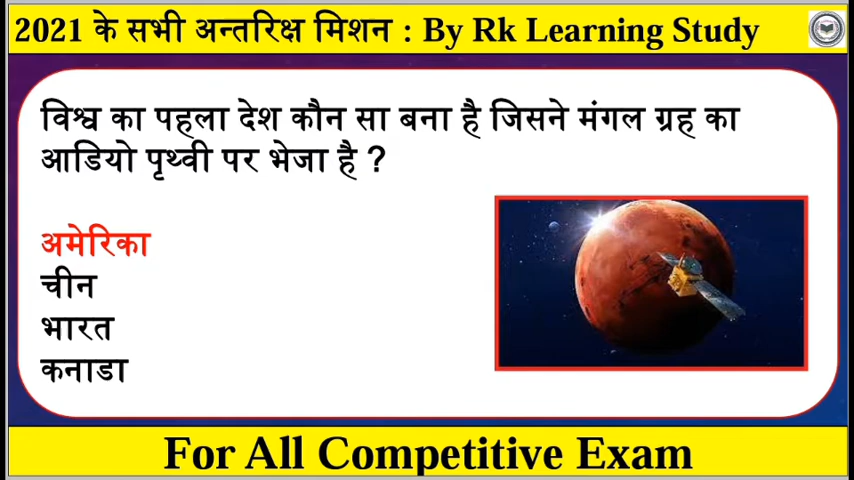 2021 के सभी अन्तरिक्ष मिशन : By Rk Learning Study
विश्व का पहला देश कौन सा बना है जिसने मंगल ग्रह का
आडियो पृथ्वी पर भेजा है ?
अमेरिका
चीन
भारत
कनाडा
For All Competitive Exam